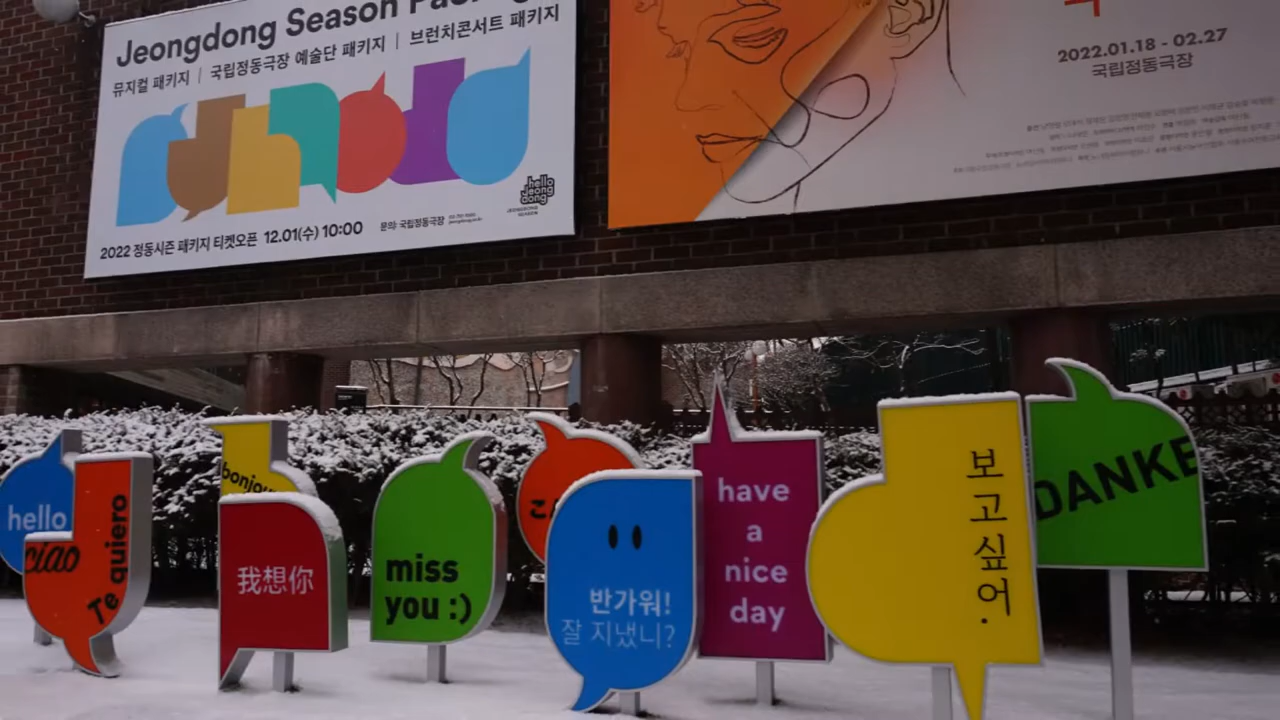 Jeongdong Season
뮤지컬 패키지 | 국립정동극장 예술단 패키지 | 브런치콘서트 패키지
hello
jeong
dong
JEONGDONG
SEASON
2022 정동시즌 패키지 티켓오픈 12.01(수) 10:00
문의: 국립정동극장
2022.01.18 - 02.27
국립정동극장
hello
ciao
Te quiero
bonjou
我想你
miss
you :)
반가워!
잘 지냈니?
have
a
nice
day
보고싶어.
DANKE